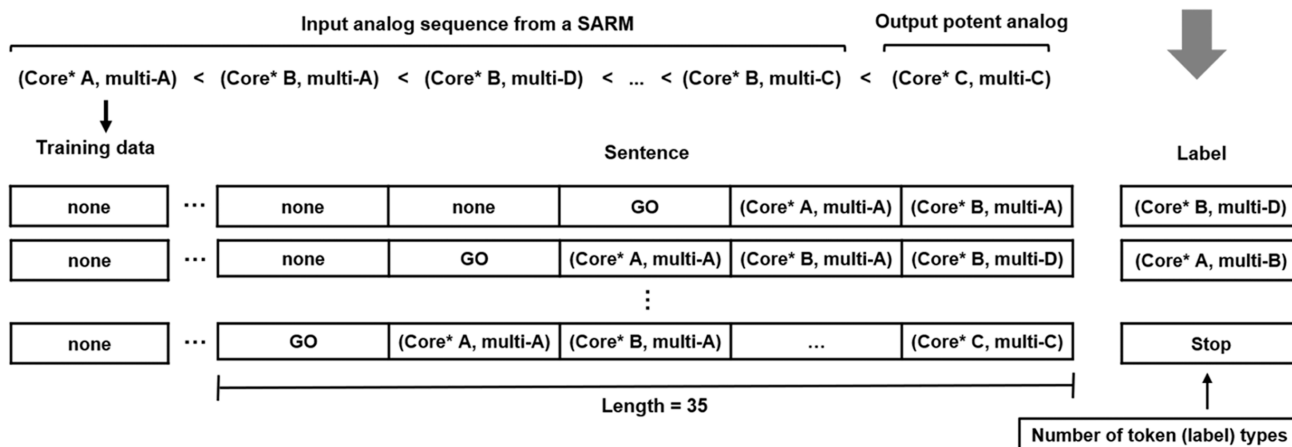 Input analog sequence from a SARM Output potent analog
(Core* A, multi-A) < (Core* B, multi-A) < (Core* B, multi-D) < ... < (Core* B, multi-C) < (Core* C, multi-C)
Training data Sentence Label
none ... none none GO (Core* A, multi-A) (Core* B, multi-A) (Core* B, multi-D)
none ... none GO (Core* A, multi-A) (Core* B, multi-A) (Core* B, multi-D) (Core* A, multi-B)
⋮
none ... GO (Core* A, multi-A) (Core* B, multi-A) ... (Core* C, multi-C) Stop
Length = 35
Number of token (label) types